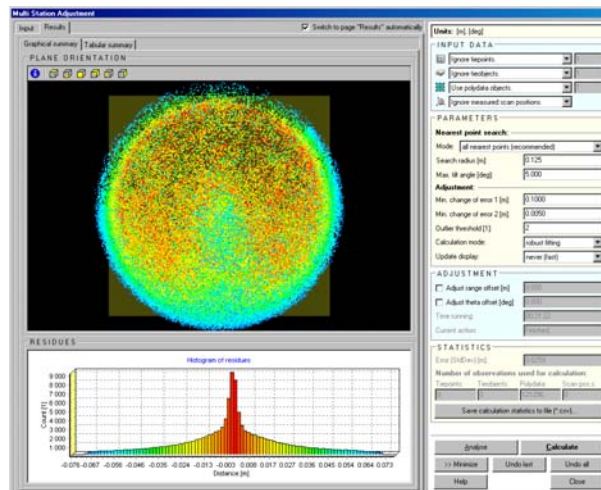 Multi Station Adjustment
Input Results
Switch to page "Results" automatically
Graphical summary Tabular summary
PLANE ORIENTATION
RESIDUES
Histogram of residues
Count [1]
9 000
8 000
7 000
6 000
5 000
4 000
3 000
2 000
1 000
-0.076 -0.067 -0.056 -0.045 -0.034 -0.024 -0.013 -0.003 0.008 0.017 0.027 0.036 0.045 0.054 0.064 0.073
Distance [m]
Units: [m], [deg]
INPUT DATA
Ignore tiepoints
Ignore tieobjects
Use polydata objects
Ignore measured scan positions
PARAMETERS
Nearest point search:
Mode: all nearest points (recommended)
Search radius [m] 0.125
Max. tilt angle [deg] 5.000
Adjustment:
Min. change of error 1 [m] 0.1000
Min. change of error 2 [m] 0.0050
Outlier threshold [1] 2
Calculation mode: robust fitting
Update display: never (fast)
ADJUSTMENT
Adjust range offset [m]
Adjust theta offset [deg]
Time running:
Current action: Finished.
STATISTICS
Error (StdDev) [m]
Number of observations used for calculation:
Tiepoints Tieobjects Polydata Scan pos.s
Save calculation statistics to file (*.csv)...
Analyse Calculate
>> Minimize Undo last Undo all
Help Close